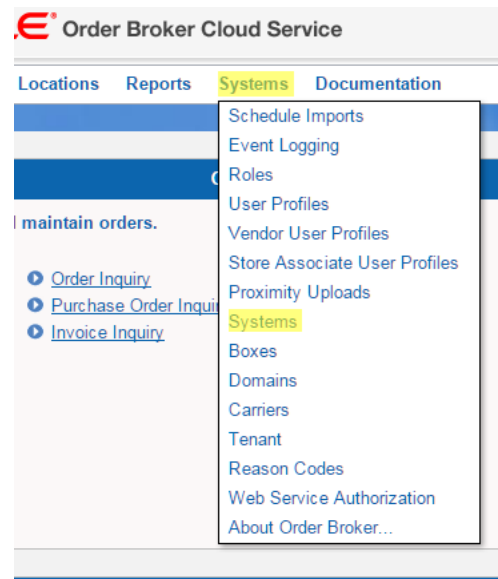 Order Broker Cloud Service
Locations Reports Systems Documentation
Schedule Imports
Event Logging
Roles
User Profiles
Vendor User Profiles
Store Associate User Profiles
Proximity Uploads
Systems
Boxes
Domains
Carriers
Tenant
Reason Codes
Web Service Authorization
About Order Broker...
maintain orders.
Order Inquiry
Purchase Order
Invoice Inquiry